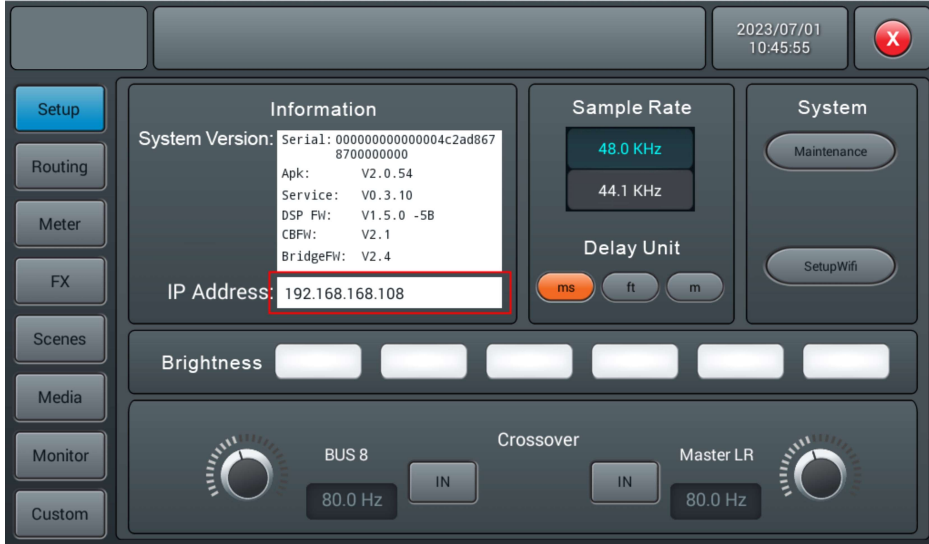 2023/07/01
10:45:55
X
Setup
Routing
Meter
FX
Scenes
Media
Monitor
Custom
Information
System Version:
Serial: 000000000000004c2ad867
8700000000
Apk: V2.0.54
Service: V0.3.10
DSP FW: V1.5.0 -5B
CBFW: V2.1
BridgeFW: V2.4
IP Address: 192.168.168.108
Sample Rate
48.0 KHz
44.1 KHz
Delay Unit
ms ft m
System
Maintenance
SetupWifi
Brightness
Crossover
BUS 8
80.0 Hz
IN
IN
Master LR
80.0 Hz